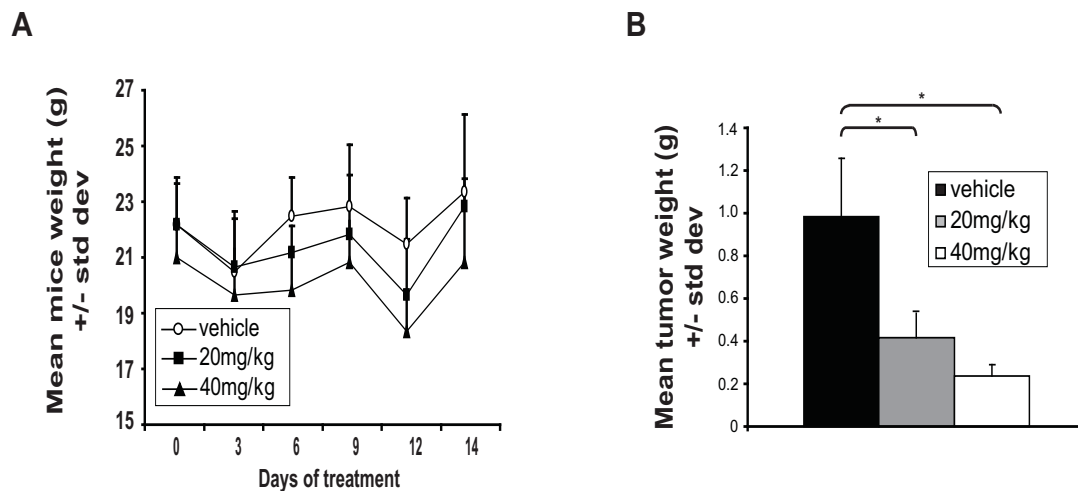 A
Mean mice weight (g)
+/- std dev
27
25
23
21
19
17
15
vehicle
20mg/kg
40mg/kg
0 3 6 9 12 14
Days of treatment
B
Mean tumor weight (g)
+/- std dev
*
*
1.4
1.2
1.0
0.8
0.6
0.4
0.2
0
vehicle
20mg/kg
40mg/kg